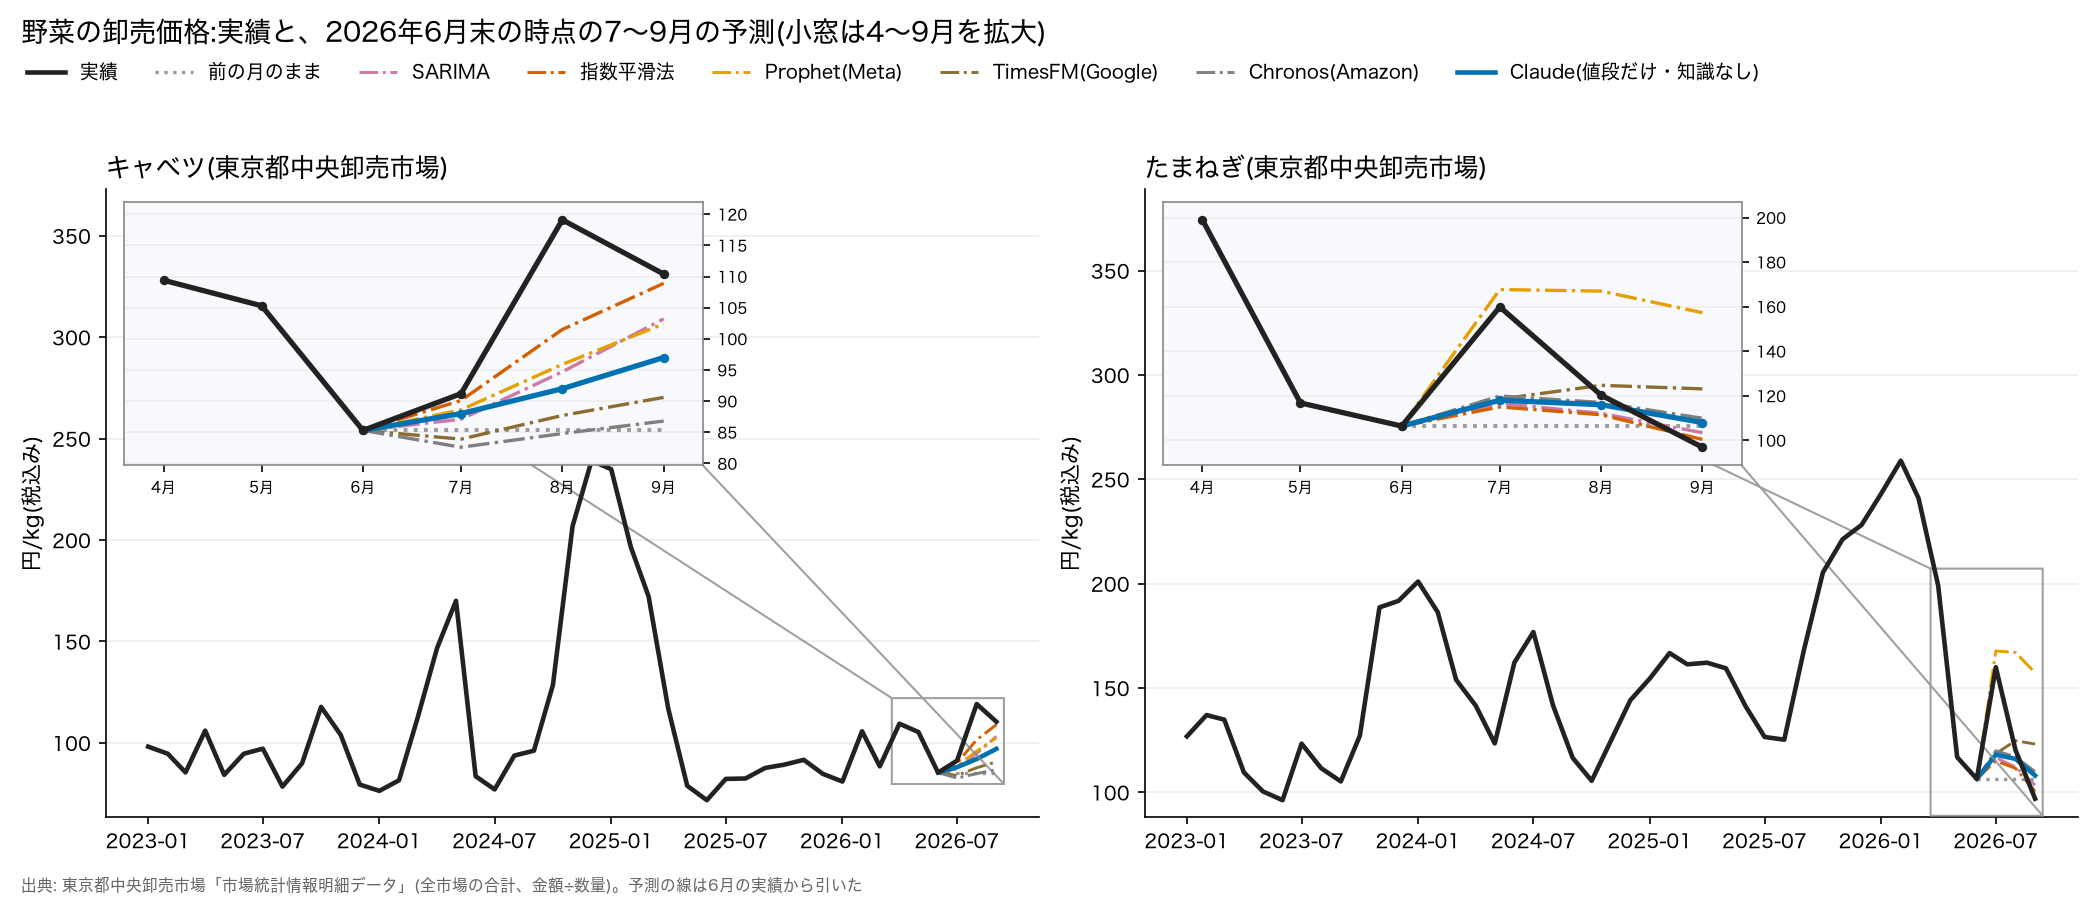 野菜の卸売価格:実績と、2026年6月末の時点の7〜9月の予測(小窓は4〜9月を拡大)
実績 前の月のまま SARIMA 指数平滑法 Prophet(Meta) TimesFM(Google) Chronos(Amazon) Claude(値段だけ・知識なし)
キャベツ(東京都中央卸売市場)
円/kg(税込み)
350
300
250
200
150
100
120
115
110
105
100
95
90
85
80
4月 5月 6月 7月 8月 9月
2023-01 2023-07 2024-01 2024-07 2025-01 2025-07 2026-01 2026-07
たまねぎ(東京都中央卸売市場)
円/kg(税込み)
350
300
250
200
150
100
200
180
160
140
120
100
4月 5月 6月 7月 8月 9月
2023-01 2023-07 2024-01 2024-07 2025-01 2025-07 2026-01 2026-07
出典: 東京都中央卸売市場「市場統計情報明細データ」(全市場の合計、金額÷数量)。予測の線は6月の実績から引いた